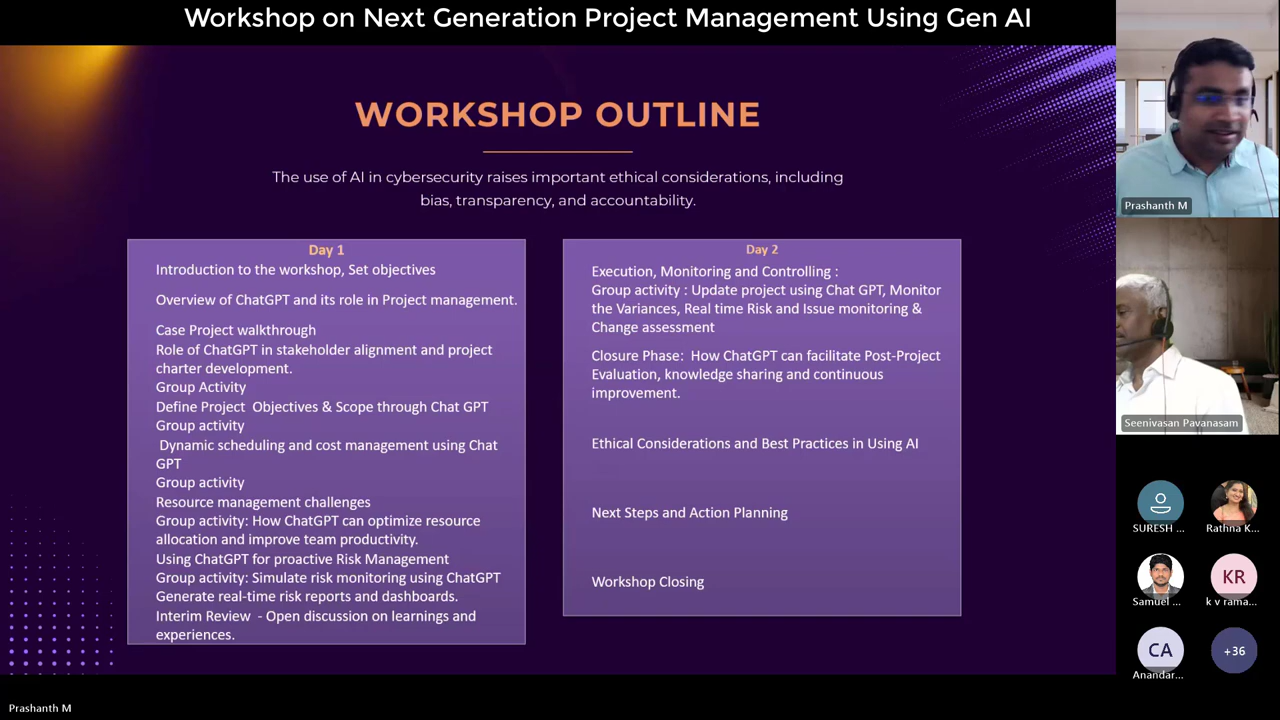 Workshop on Next Generation Project Management Using Gen AI
WORKSHOP OUTLINE
The use of AI in cybersecurity raises important ethical considerations, including
bias, transparency, and accountability.
Day 1
Introduction to the workshop, Set objectives
Overview of ChatGPT and its role in Project management.
Case Project walkthrough
Role of ChatGPT in stakeholder alignment and project
charter development.
Group Activity
Define Project Objectives & Scope through Chat GPT
Group activity
Dynamic scheduling and cost management using Chat
GPT
Group activity
Resource management challenges
Group activity: How ChatGPT can optimize resource
allocation and improve team productivity.
Using ChatGPT for proactive Risk Management
Group activity: Simulate risk monitoring using ChatGPT
Generate real-time risk reports and dashboards.
Interim Review - Open discussion on learnings and
experiences.
Day 2
Execution, Monitoring and Controlling :
Group activity : Update project using Chat GPT, Monitor
the Variances, Real time Risk and Issue monitoring &
Change assessment
Closure Phase: How ChatGPT can facilitate Post-Project
Evaluation, knowledge sharing and continuous
improvement.
Ethical Considerations and Best Practices in Using AI
Next Steps and Action Planning
Workshop Closing
Prashanth M
Seenivasan Pavanasam
SURESH ...
Rathna K...
Samuel ...
KR
k v rama...
CA
Anandar...
+36
Prashanth M